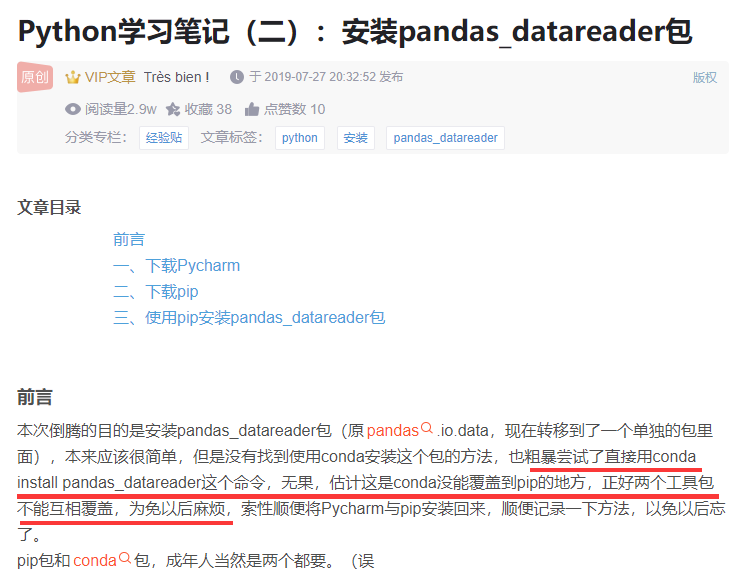 Python学习笔记（二）：安装pandas_datareader包
原创 VIP文章 Très bien ! 于 2019-07-27 20:32:52 发布 版权
阅读量2.9w 收藏 38 点赞数 10
分类专栏： 经验贴 文章标签： python 安装 pandas_datareader
文章目录
前言
一、下载Pycharm
二、下载pip
三、使用pip安装pandas_datareader包
前言
本次倒腾的目的是安装pandas_datareader包（原 pandas .io.data，现在转移到了一个单独的包里
面），本来应该很简单，但是没有找到使用conda安装这个包的方法，也粗暴尝试了直接用conda
install pandas_datareader这个命令，无果，估计这是conda没能覆盖到pip的地方，正好两个工具包
不能互相覆盖，为免以后麻烦，索性顺便将Pycharm与pip安装回来，顺便记录一下方法，以免以后忘
了。
pip包和 conda 包，成年人当然是两个都要。（误